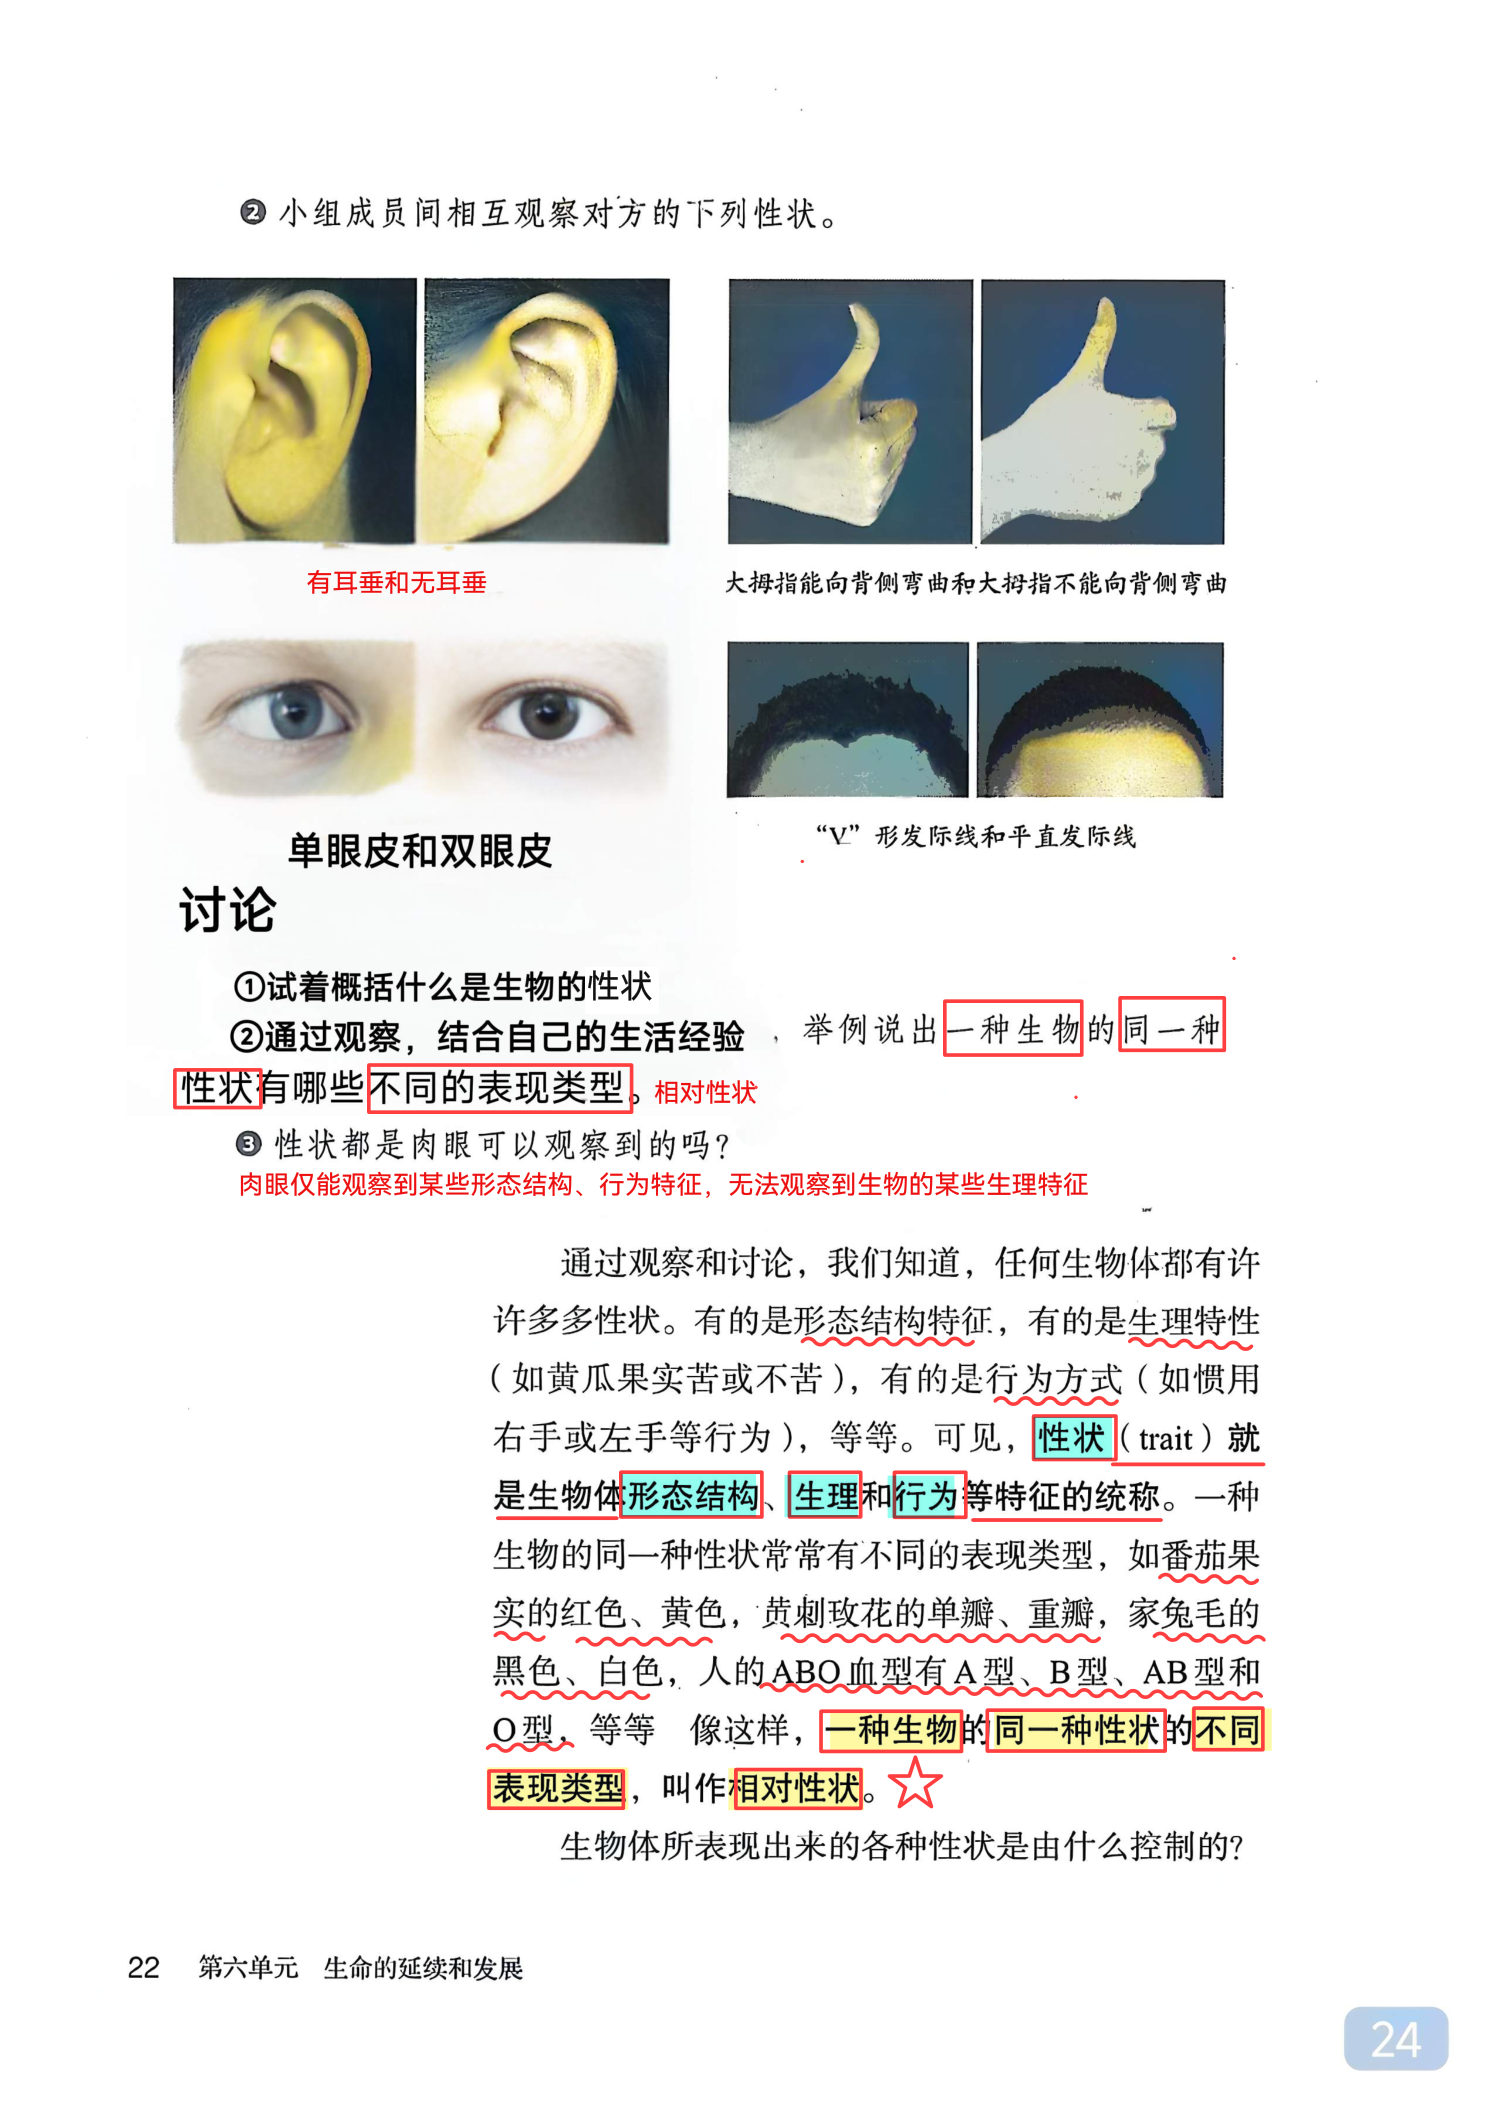 ❷ 小组成员间相互观察对方的下列性状。
有耳垂和无耳垂
大拇指能向背侧弯曲和大拇指不能向背侧弯曲
单眼皮和双眼皮
“V”形发际线和平直发际线
讨论
①试着概括什么是生物的性状
②通过观察，结合自己的生活经验，举例说出一种生物的同一种
性状有哪些不同的表现类型。相对性状
❸ 性状都是肉眼可以观察到的吗？
肉眼仅能观察到某些形态结构、行为特征，无法观察到生物的某些生理特征
通过观察和讨论，我们知道，任何生物体都有许
许多多性状。有的是形态结构特征，有的是生理特性
（如黄瓜果实苦或不苦），有的是行为方式（如惯用
右手或左手等行为），等等。可见，性状（trait）就
是生物体形态结构、生理和行为等特征的统称。一种
生物的同一种性状常常有不同的表现类型，如番茄果
实的红色、黄色，黄刺玫花的单瓣、重瓣，家兔毛的
黑色、白色，人的ABO血型有A型、B型、AB型和
O型，等等 像这样，一种生物的同一种性状的不同
表现类型，叫作相对性状。
生物体所表现出来的各种性状是由什么控制的？
22 第六单元 生命的延续和发展
24